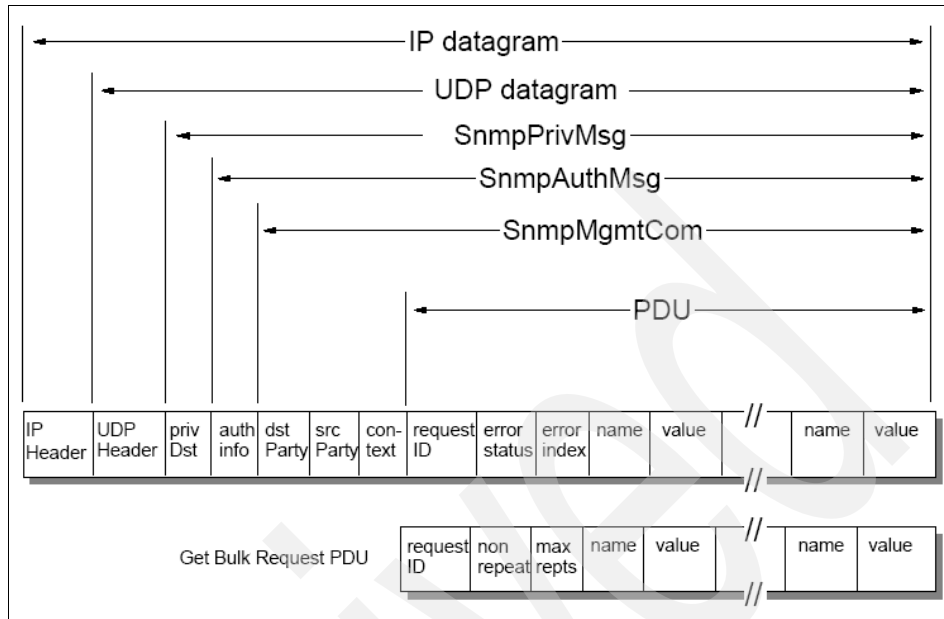 IP datagram
UDP datagram
SnmpPrivMsg
SnmpAuthMsg
SnmpMgmtCom
PDU
IP Header
UDP Header
priv Dst
auth info
dst Party
src Party
con-text
request ID
error status
error index
name
value
//
name
value
//
Get Bulk Request PDU
request ID
non repeat
max repts
name
value
//
name
value
//
ived